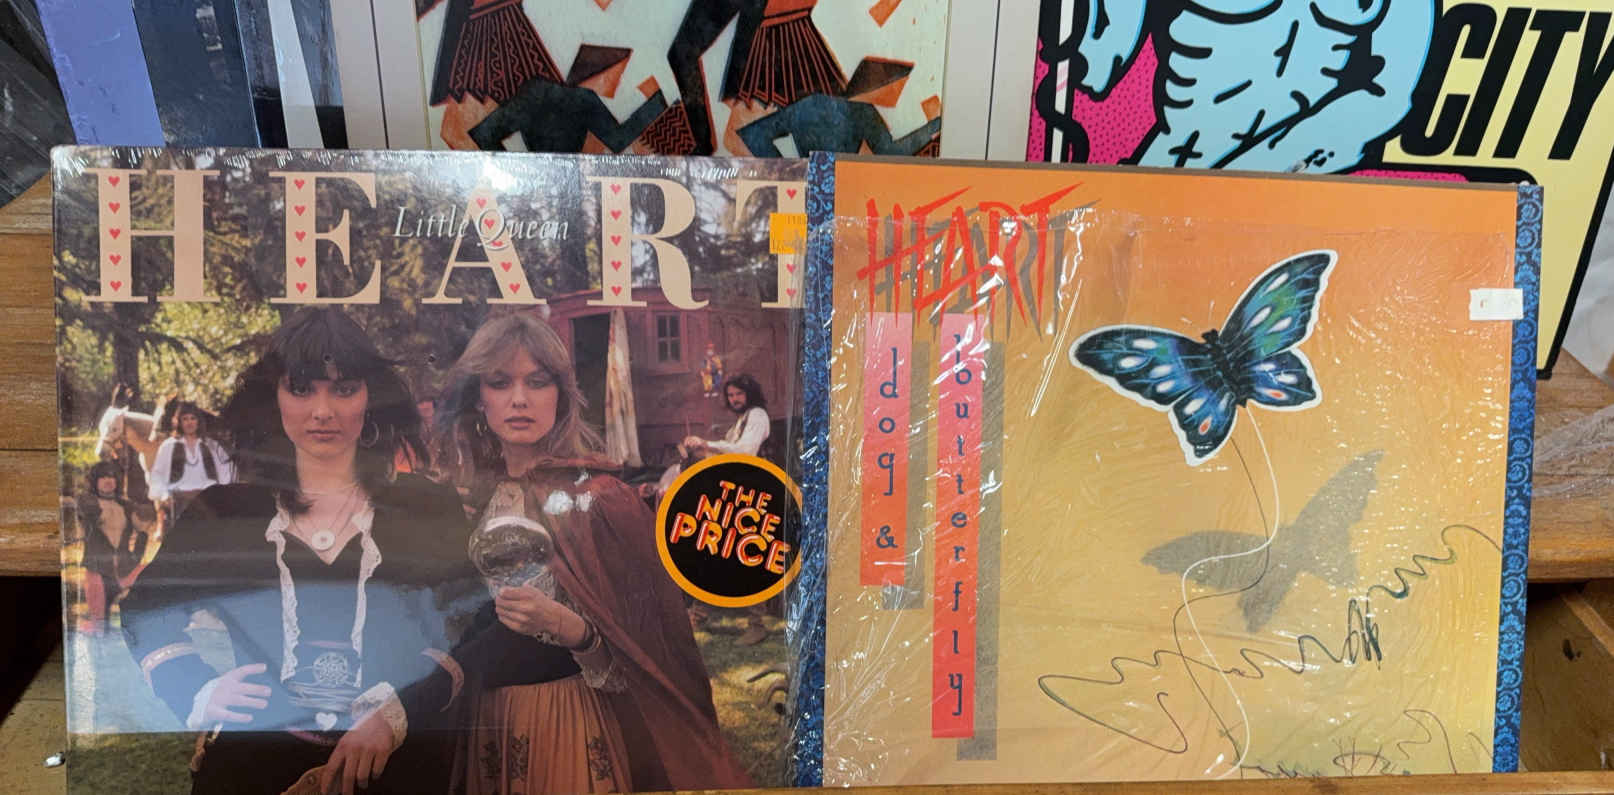 CITY
HEART
Little Queen
THE
NICE
PRICE
HEART
dog &
butterfly
C